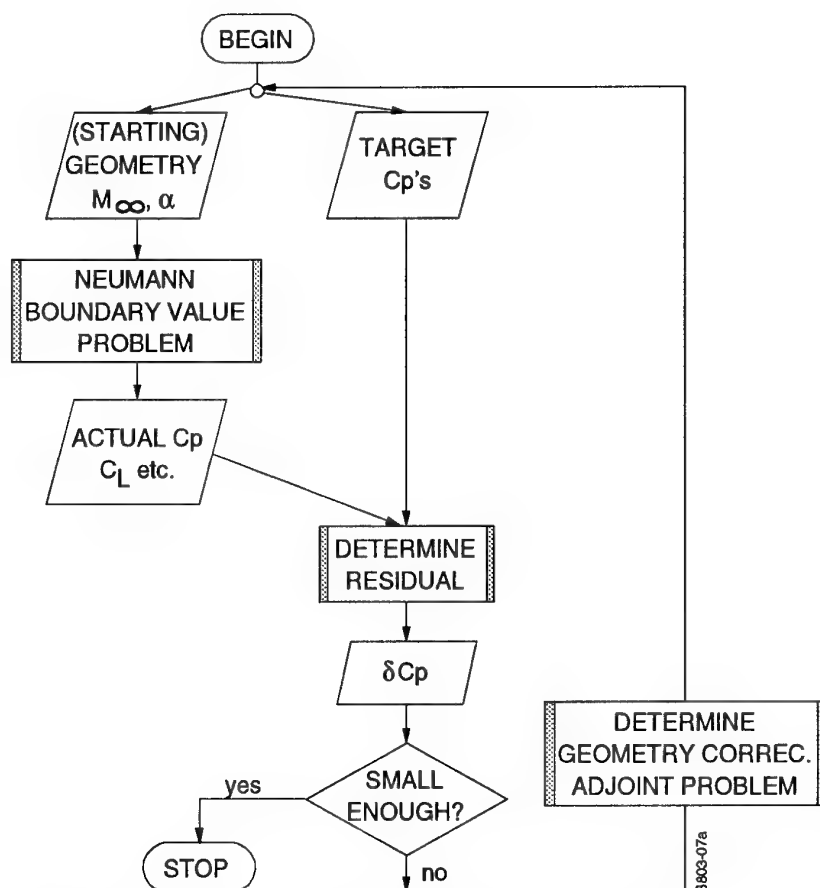 BEGIN
(STARTING)
GEOMETRY
M∞, α
TARGET
Cp's
NEUMANN
BOUNDARY VALUE
PROBLEM
ACTUAL Cp
CL etc.
DETERMINE
RESIDUAL
δCp
SMALL
ENOUGH?
yes
STOP
no
DETERMINE
GEOMETRY CORREC.
ADJOINT PROBLEM